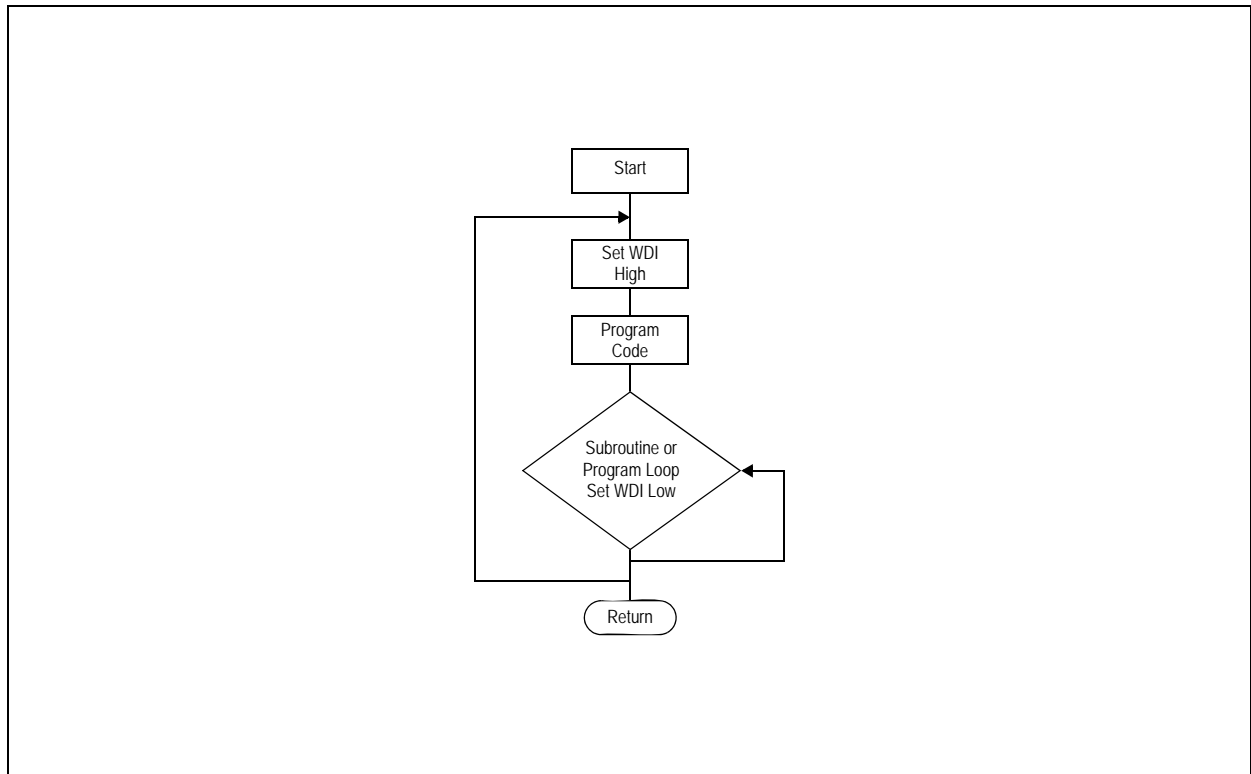 Start
Set WDI
High
Program
Code
Subroutine or
Program Loop
Set WDI Low
Return